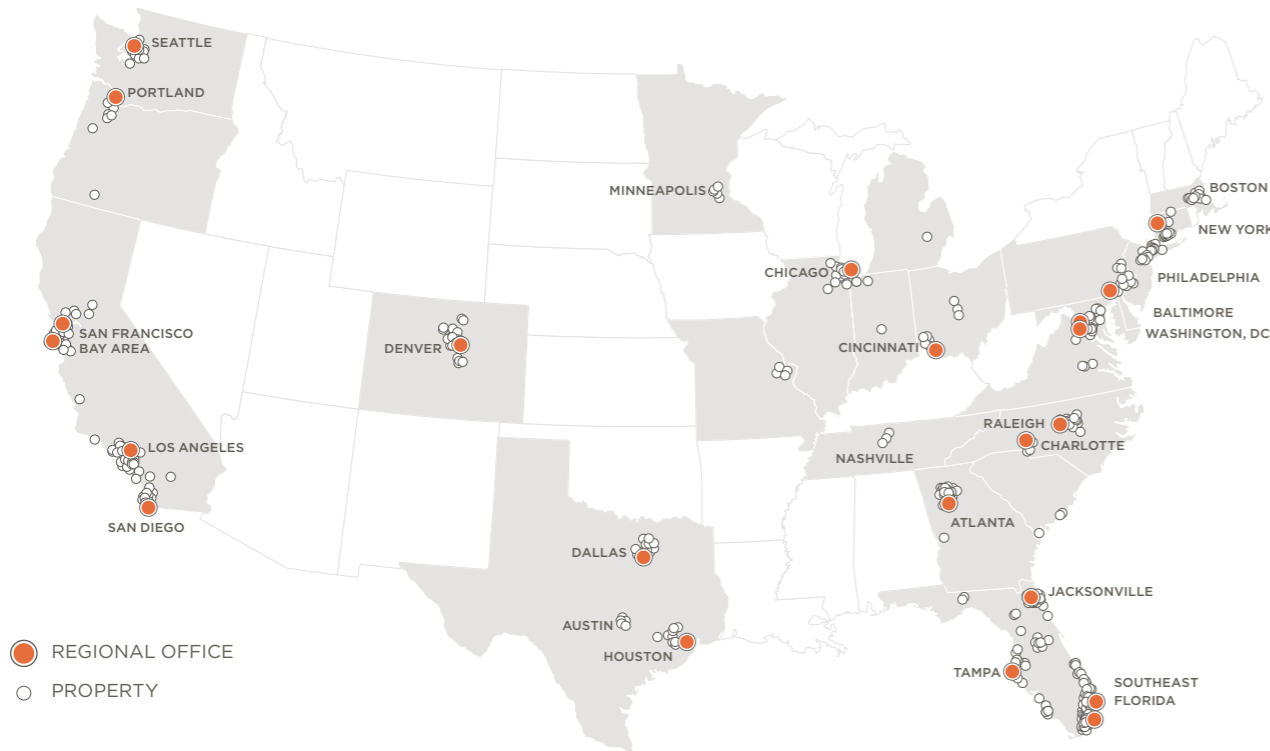 SEATTLE
PORTLAND
MINNEAPOLIS
BOSTON
NEW YORK
CHICAGO
PHILADELPHIA
BALTIMORE
WASHINGTON, DC
SAN FRANCISCO
BAY AREA
DENVER
CINCINNATI
RALEIGH
CHARLOTTE
LOS ANGELES
NASHVILLE
SAN DIEGO
ATLANTA
DALLAS
JACKSONVILLE
AUSTIN
HOUSTON
REGIONAL OFFICE
TAMPA
SOUTHEAST
FLORIDA
PROPERTY